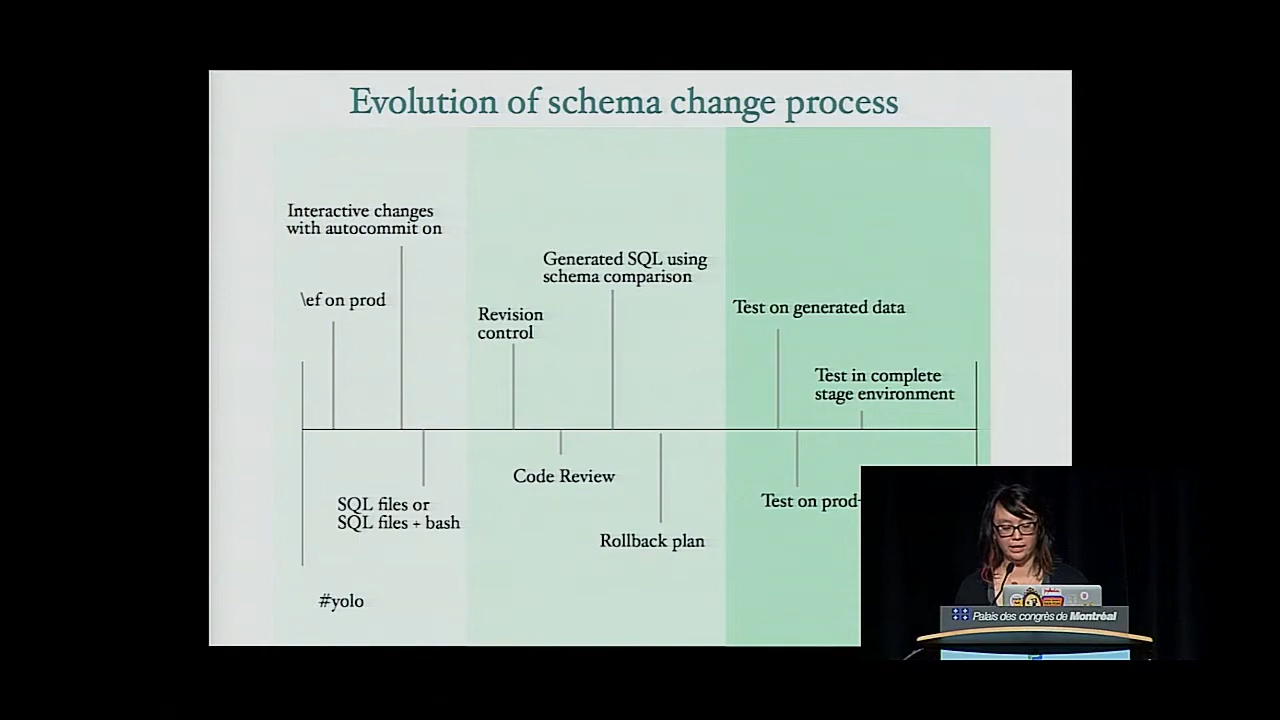 Evolution of schema change process
Interactive changes
with autocommit on
\ef on prod
Generated SQL using
schema comparison
Revision
control
Test on generated data
Test in complete
stage environment
SQL files or
SQL files + bash
Code Review
Rollback plan
Test on prod-
#yolo
Palais des congrès de Montréal